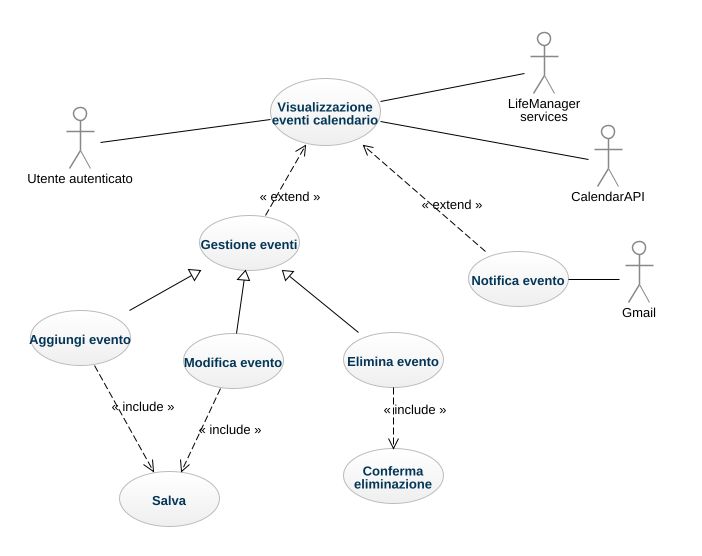 LifeManager
services
Visualizzazione
eventi calendario
Utente autenticato
CalendarAPI
« extend »
« extend »
Gestione eventi
Notifica evento
Gmail
Aggiungi evento
Modifica evento
Elimina evento
« include »
« include »
« include »
Conferma
eliminazione
Salva